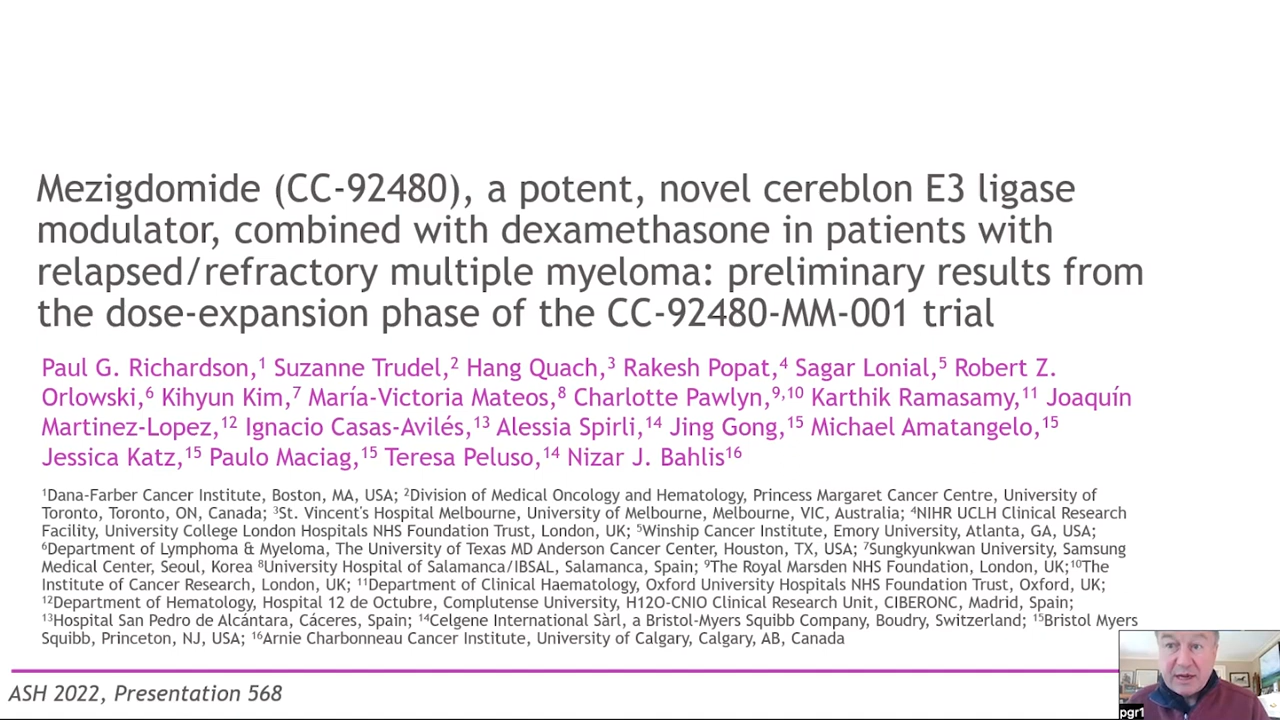 Mezigdomide (CC-92480), a potent, novel cereblon E3 ligase
modulator, combined with dexamethasone in patients with
relapsed/refractory multiple myeloma: preliminary results from
the dose-expansion phase of the CC-92480-MM-001 trial
Paul G. Richardson,¹ Suzanne Trudel,² Hang Quach,³ Rakesh Popat,⁴ Sagar Lonial,⁵ Robert Z.
Orlowski,⁶ Kihyun Kim,⁷ María-Victoria Mateos,⁸ Charlotte Pawlyn,⁹,¹⁰ Karthik Ramasamy,¹¹ Joaquín
Martinez-Lopez,¹² Ignacio Casas-Avilés,¹³ Alessia Spirli,¹⁴ Jing Gong,¹⁵ Michael Amatangelo,¹⁵
Jessica Katz,¹⁵ Paulo Maciag,¹⁵ Teresa Peluso,¹⁴ Nizar J. Bahlis¹⁶
¹Dana-Farber Cancer Institute, Boston, MA, USA; ²Division of Medical Oncology and Hematology, Princess Margaret Cancer Centre, University of
Toronto, Toronto, ON, Canada; ³St. Vincent's Hospital Melbourne, University of Melbourne, Melbourne, VIC, Australia; ⁴NIHR UCLH Clinical Research
Facility, University College London Hospitals NHS Foundation Trust, London, UK; ⁵Winship Cancer Institute, Emory University, Atlanta, GA, USA;
⁶Department of Lymphoma & Myeloma, The University of Texas MD Anderson Cancer Center, Houston, TX, USA; ⁷Sungkyunkwan University, Samsung
Medical Center, Seoul, Korea ⁸University Hospital of Salamanca/IBSAL, Salamanca, Spain; ⁹The Royal Marsden NHS Foundation, London, UK;¹⁰The
Institute of Cancer Research, London, UK; ¹¹Department of Clinical Haematology, Oxford University Hospitals NHS Foundation Trust, Oxford, UK;
¹²Department of Hematology, Hospital 12 de Octubre, Complutense University, H12O-CNIO Clinical Research Unit, CIBERONC, Madrid, Spain;
¹³Hospital San Pedro de Alcántara, Cáceres, Spain; ¹⁴Celgene International Sàrl, a Bristol-Myers Squibb Company, Boudry, Switzerland; ¹⁵Bristol Myers
Squibb, Princeton, NJ, USA; ¹⁶Arnie Charbonneau Cancer Institute, University of Calgary, Calgary, AB, Canada
ASH 2022, Presentation 568
pgr1